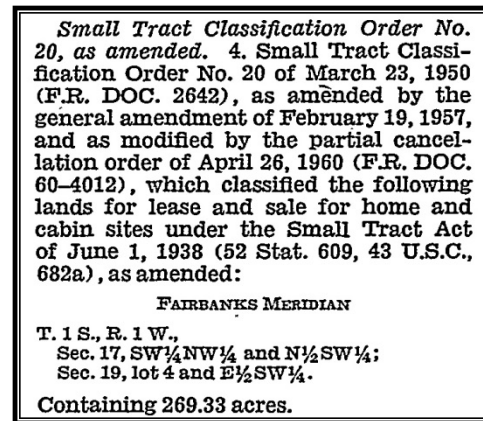 Small Tract Classification Order No.
20, as amended. 4. Small Tract Classi-
fication Order No. 20 of March 23, 1950
(F.R. DOC. 2642), as amended by the
general amendment of February 19, 1957,
and as modified by the partial cancel-
lation order of April 26, 1960 (F.R. DOC.
60–4012), which classified the following
lands for lease and sale for home and
cabin sites under the Small Tract Act
of June 1, 1938 (52 Stat. 609, 43 U.S.C.,
682a), as amended:
FAIRBANKS MERIDIAN
T. 1 S., R. 1 W.,
Sec. 17, SW¼NW¼ and N½SW¼;
Sec. 19, lot 4 and E½SW¼.
Containing 269.33 acres.